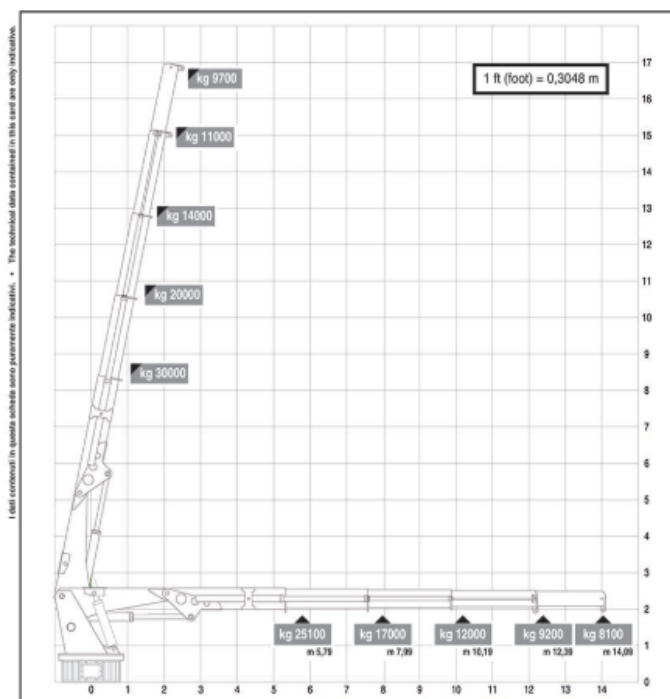 I dati contenuti in questa scheda sono puramente indicativi. • The technical data contained in this card are only indicative.
1 ft (foot) = 0,3048 m
17
16
15
14
13
12
11
10
9
8
7
6
5
4
3
2
1
0
kg 9700
kg 11000
kg 14000
kg 20000
kg 30000
kg 25100 kg 17000 kg 12000 kg 9200 kg 8100
m 5,79 m 7,99 m 10,19 m 12,39 m 14,09
0 1 2 3 4 5 6 7 8 9 10 11 12 13 14